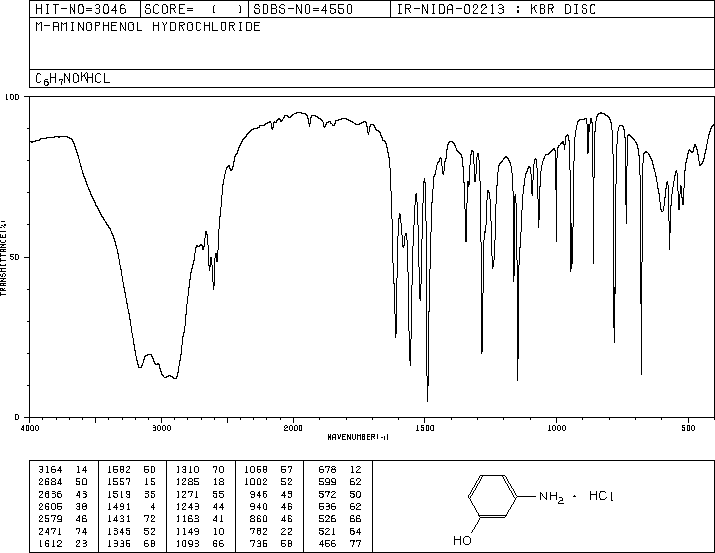 HIT-NO=3046 SCORE= ( ) SDBS-NO=4550 IR-NIDA-02213 : KBR DISC
M-AMINOPHENOL HYDROCHLORIDE
C6H7NO·HCL
100
50
0
TRANSMITTANCE(%)
4000 3000 2000 1500 1000 500
WAVENUMBER(-1)
3164 14 1582 50 1310 70 1068 57 678 12
2684 50 1557 15 1285 18 1002 52 599 62
2636 43 1519 35 1271 55 946 43 572 50
2605 38 1491 4 1243 44 940 46 536 62
2579 46 1431 72 1163 41 860 46 526 66
2471 74 1345 52 1149 10 782 22 521 64
1612 23 1336 68 1093 66 736 58 456 77
NH2 · HCl
HO